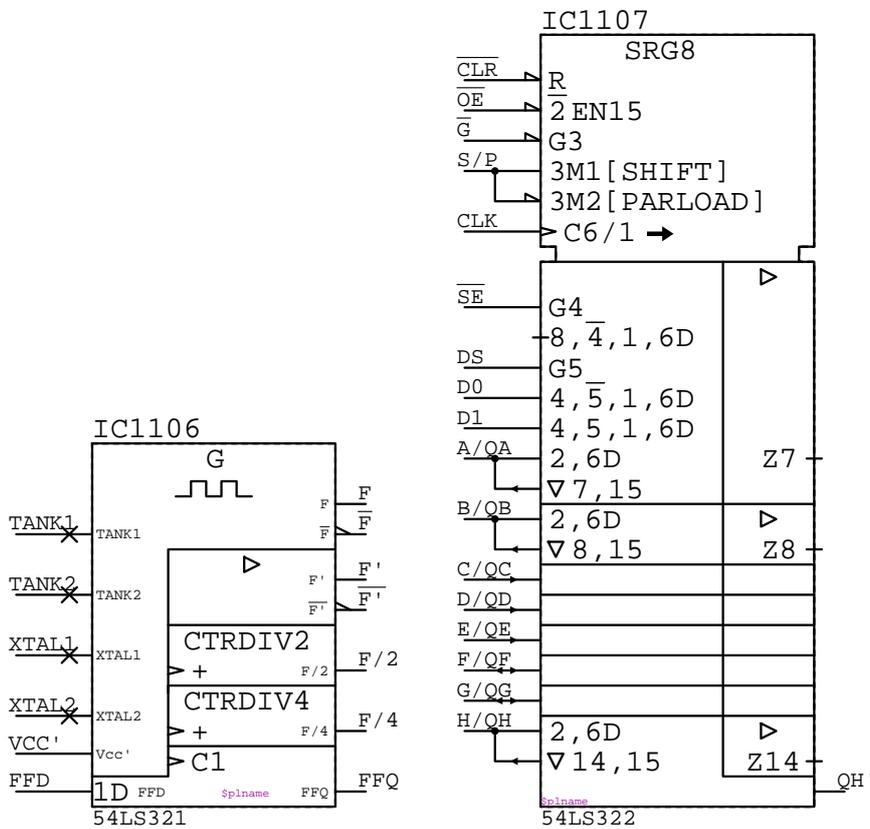 IC1107
SRG8
CLR
R
OE
2EN15
G
G3
S/P
3M1[SHIFT]
3M2[PARLOAD]
CLK
C6/1
SE
G4
8,4,1,6D
DS
G5
D0
4,5,1,6D
D1
4,5,1,6D
A/QA
2,6D
Z7
7,15
B/QB
2,6D
8,15
Z8
C/QC
D/QD
E/QE
F/QF
G/QG
H/QH
2,6D
14,15
Z14
QH
$plname
54LS322
IC1106
G
F
F
TANK1
TANK1
F
F
F'
F'
TANK2
TANK2
F'
F'
CTRDIV2
XTAL1
XTAL1
+
F/2
F/2
CTRDIV4
XTAL2
XTAL2
+
F/4
F/4
VCC'
Vcc'
C1
FFD
1D
FFD
$plname
FFQ
FFQ
54LS321